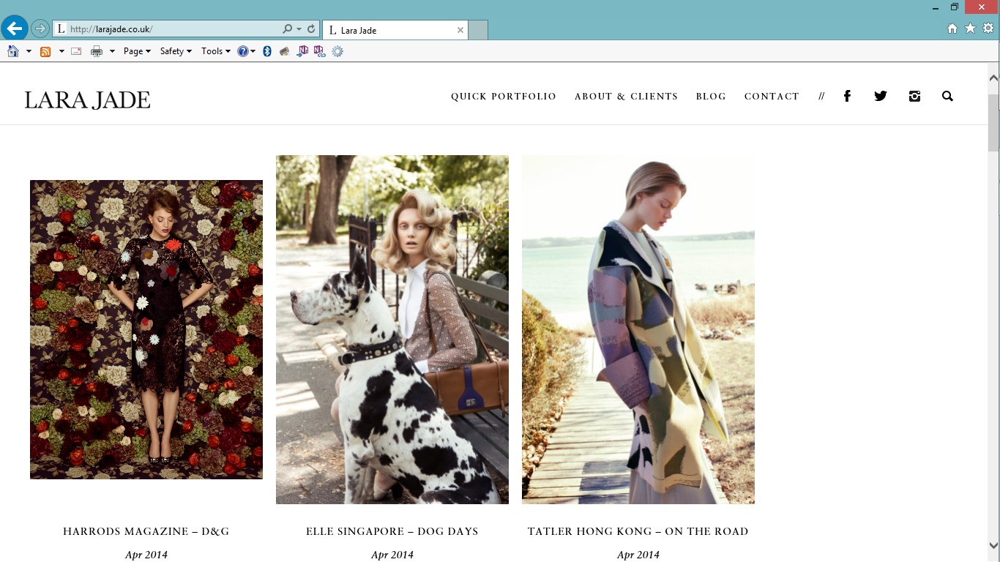 http://larajade.co.uk/
L Lara Jade
Page Safety Tools
LARA JADE
QUICK PORTFOLIO ABOUT & CLIENTS BLOG CONTACT //
HARRODS MAGAZINE – D&G
Apr 2014
ELLE SINGAPORE – DOG DAYS
Apr 2014
TATLER HONG KONG – ON THE ROAD
Apr 2014